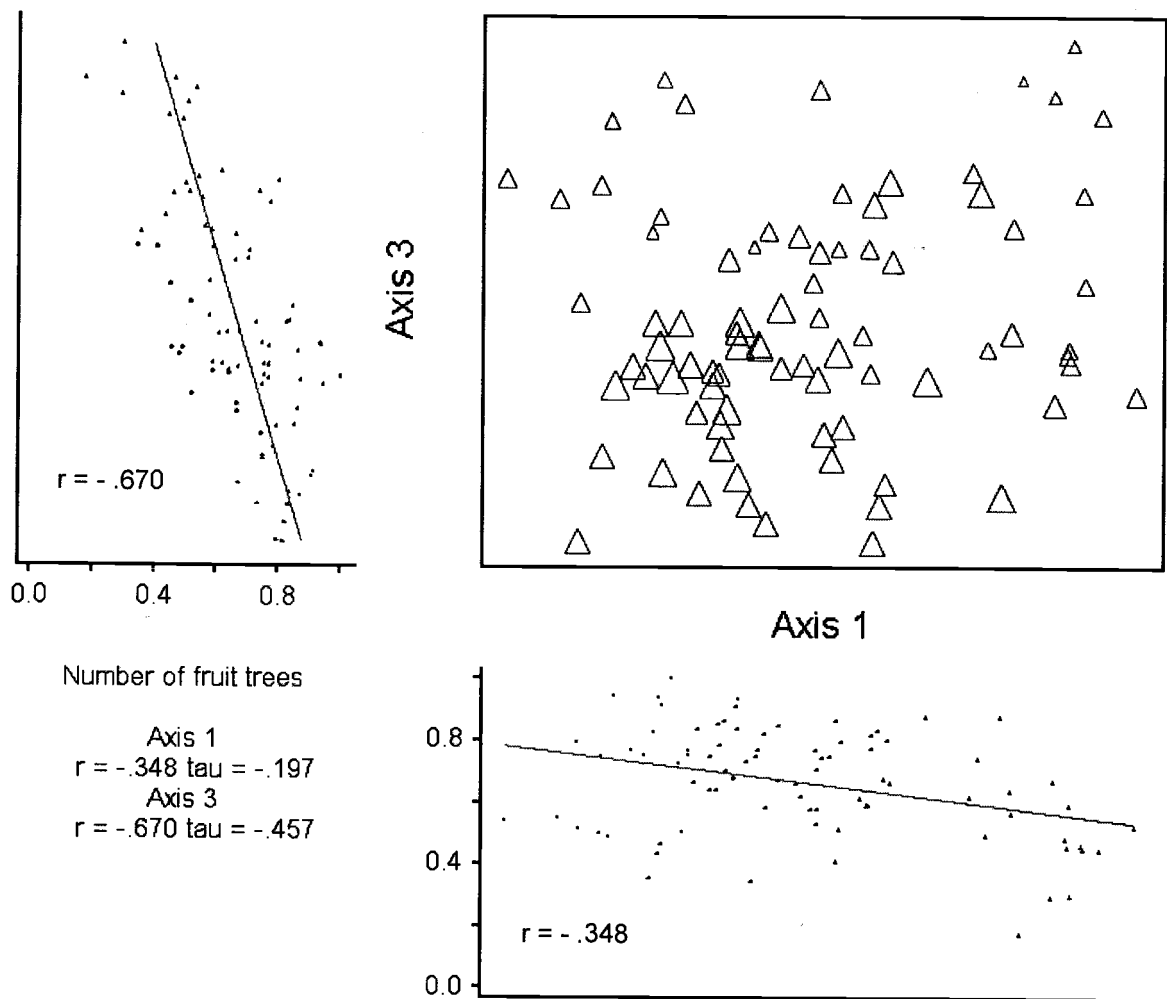 Axis 3
r = - .670
0.0 0.4 0.8
Axis 1
Number of fruit trees
Axis 1
r = -.348 tau = -.197
Axis 3
r = -.670 tau = -.457
0.8
0.4
r = - .348
0.0